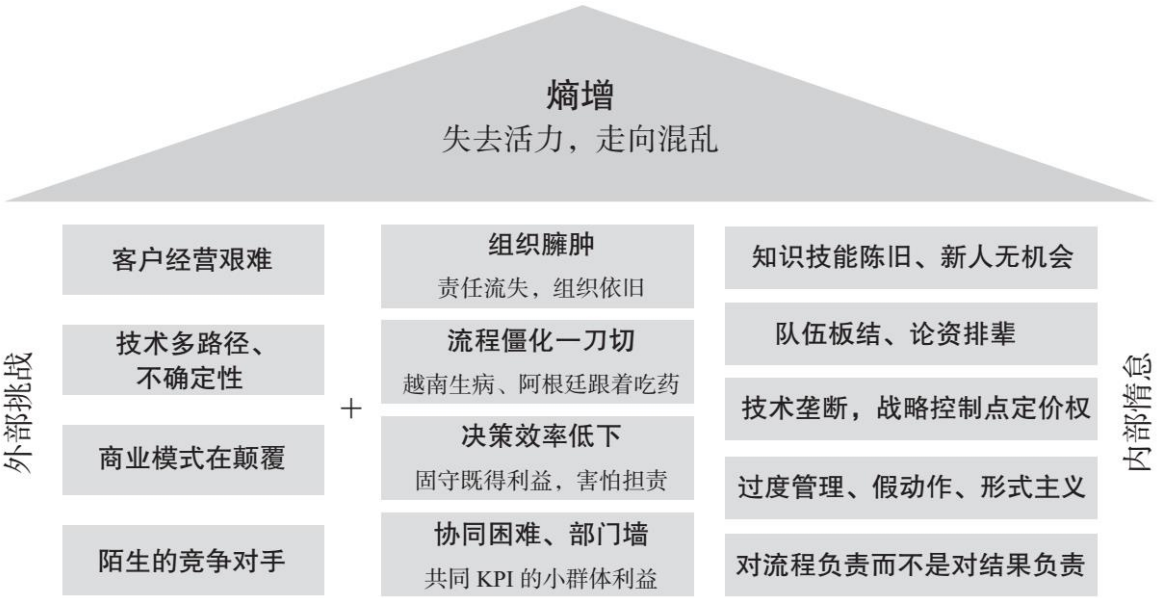 熵增
失去活力，走向混乱
外部挑战
客户经营艰难
技术多路径、
不确定性
商业模式在颠覆
陌生的竞争对手
+
组织臃肿
责任流失，组织依旧
流程僵化一刀切
越南生病、阿根廷跟着吃药
决策效率低下
固守既得利益，害怕担责
协同困难、部门墙
共同 KPI 的小群体利益
知识技能陈旧、新人无机会
队伍板结、论资排辈
技术垄断，战略控制点定价权
过度管理、假动作、形式主义
对流程负责而不是对结果负责
内部惰怠